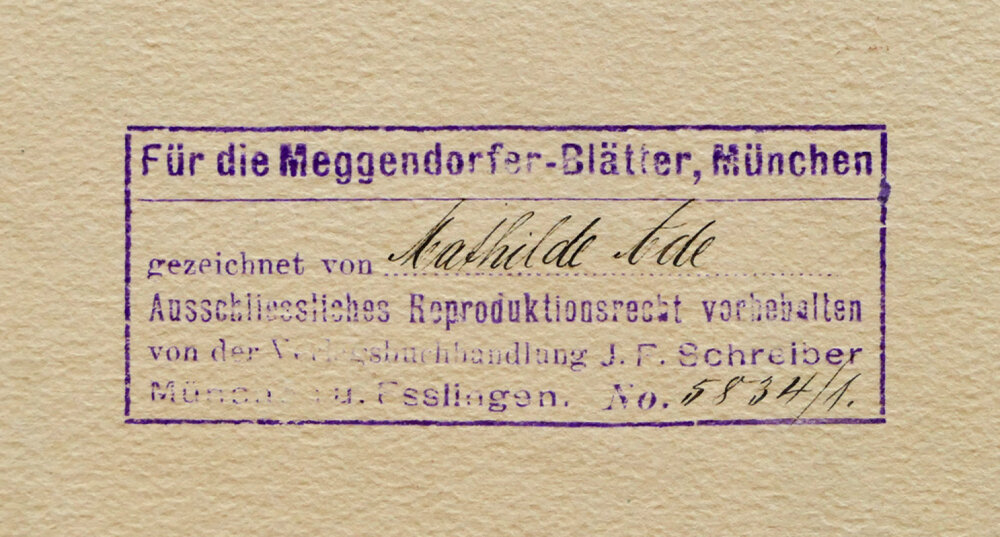 Für die Meggendorfer-Blätter, München
gezeichnet von Mathilde Ade
Ausschliessliches Reproduktionsrecht vorbehalten
von der Verlagsbuchhandlung J. F. Schreiber
München u. Esslingen. No. 5834/1.